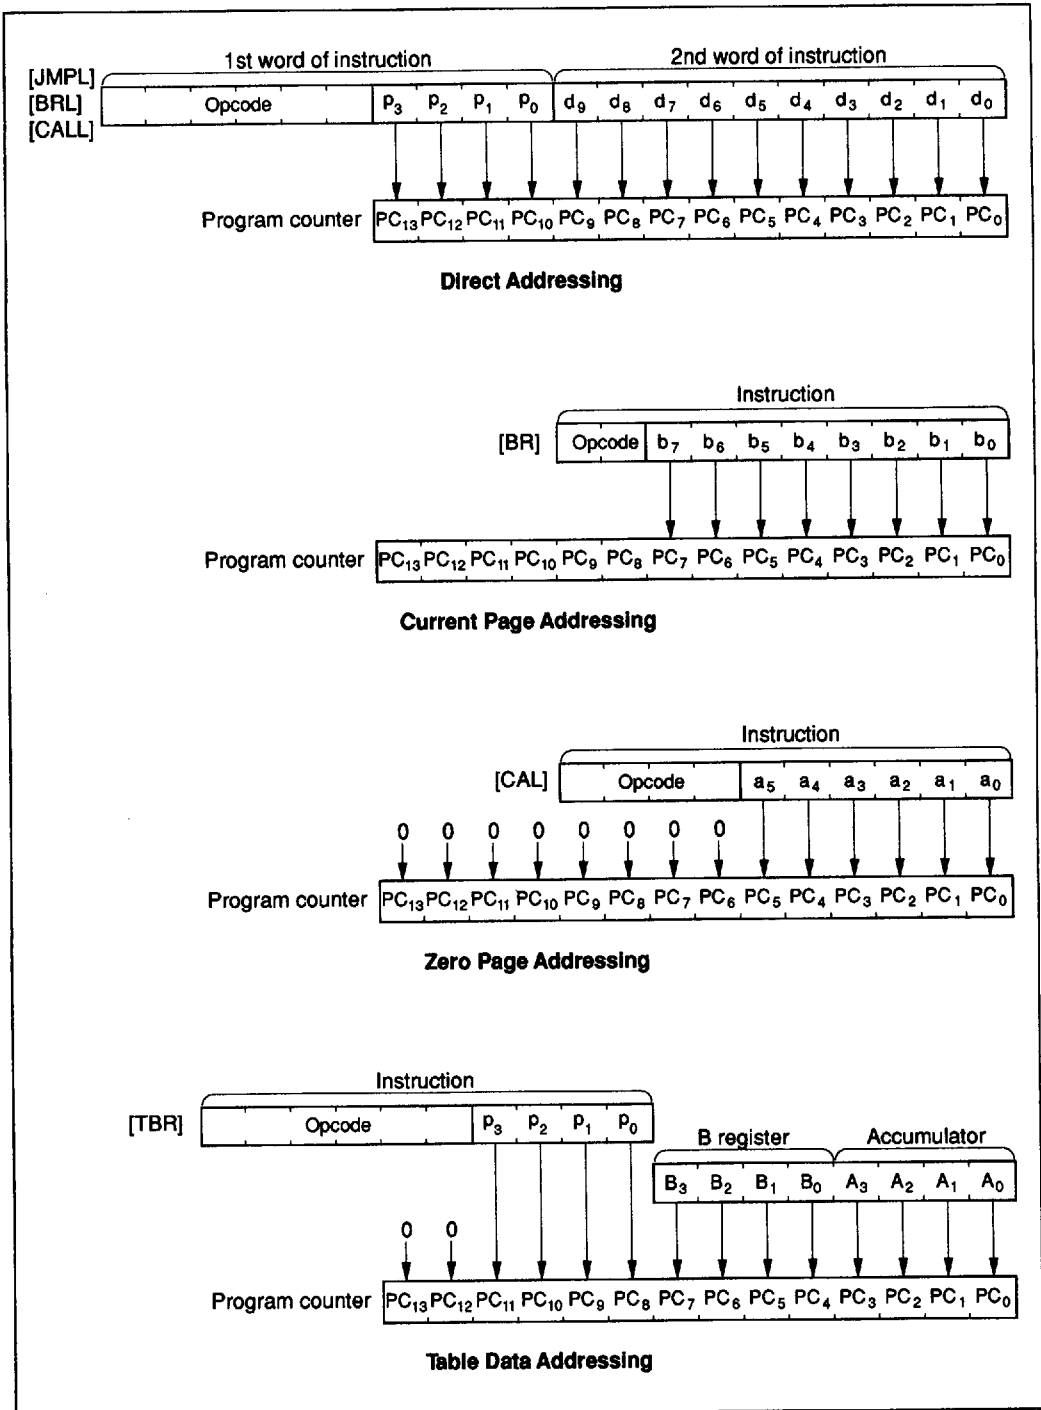 1st word of instruction 2nd word of instruction
[JMPL]
[BRL] Opcode p3 p2 p1 p0 d9 d8 d7 d6 d5 d4 d3 d2 d1 d0
[CALL]
Program counter PC13 PC12 PC11 PC10 PC9 PC8 PC7 PC6 PC5 PC4 PC3 PC2 PC1 PC0
Direct Addressing
Instruction
[BR] Opcode b7 b6 b5 b4 b3 b2 b1 b0
Program counter PC13 PC12 PC11 PC10 PC9 PC8 PC7 PC6 PC5 PC4 PC3 PC2 PC1 PC0
Current Page Addressing
Instruction
[CAL] Opcode a5 a4 a3 a2 a1 a0
0 0 0 0 0 0 0 0
Program counter PC13 PC12 PC11 PC10 PC9 PC8 PC7 PC6 PC5 PC4 PC3 PC2 PC1 PC0
Zero Page Addressing
Instruction
[TBR] Opcode p3 p2 p1 p0
B register Accumulator
B3 B2 B1 B0 A3 A2 A1 A0
0 0
Program counter PC13 PC12 PC11 PC10 PC9 PC8 PC7 PC6 PC5 PC4 PC3 PC2 PC1 PC0
Table Data Addressing